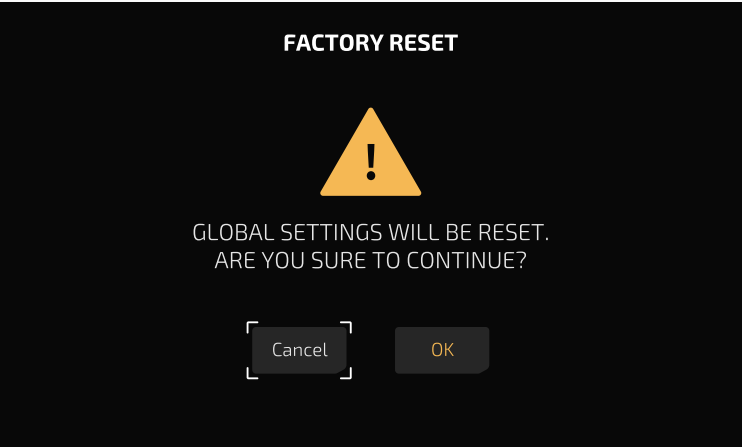 FACTORY RESET
!
GLOBAL SETTINGS WILL BE RESET.
ARE YOU SURE TO CONTINUE?
Cancel
OK